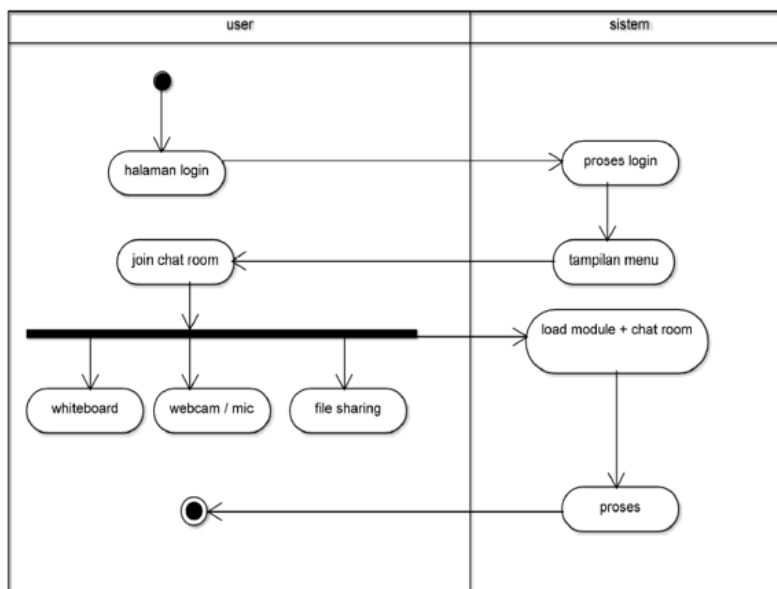 user
sistem
halaman login
proses login
join chat room
tampilan menu
load module + chat room
whiteboard
webcam / mic
file sharing
proses